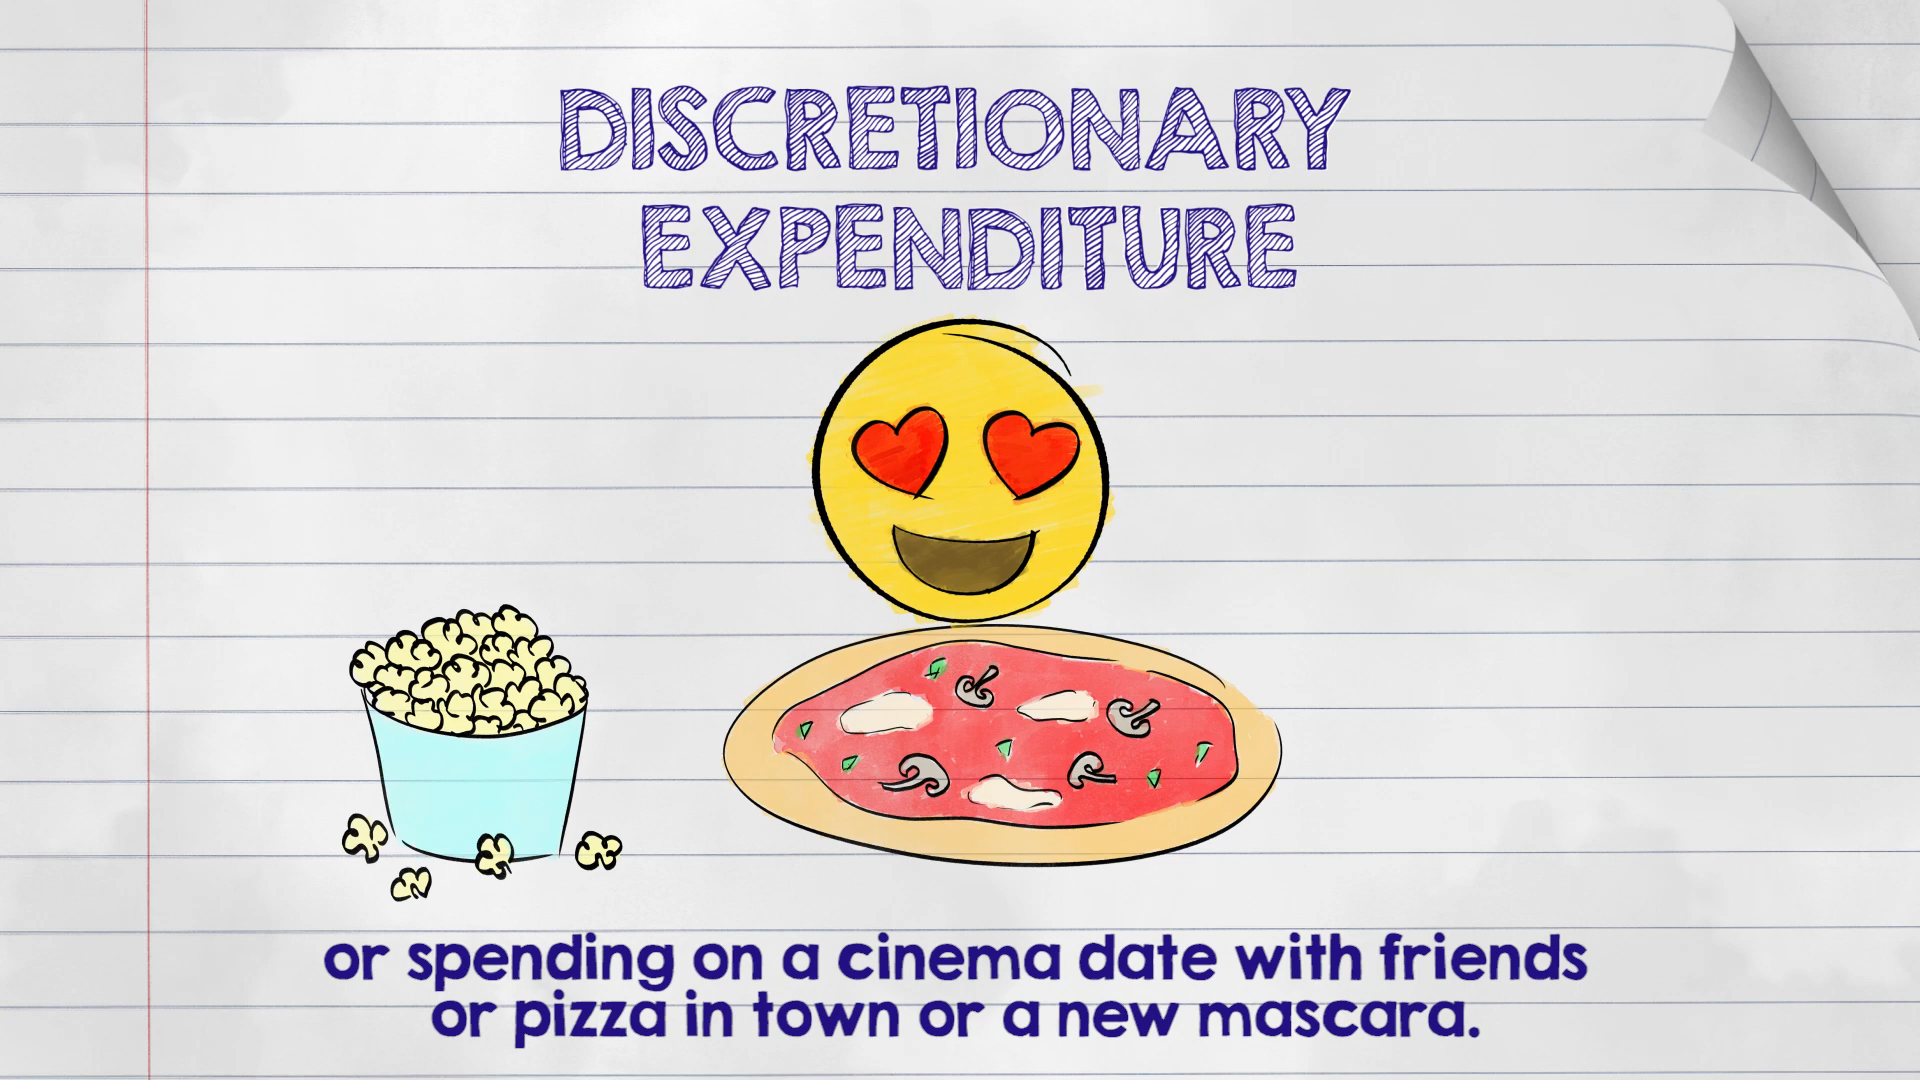 DISCRETIONARY
EXPENDITURE
or spending on a cinema date with friends
or pizza in town or a new mascara.